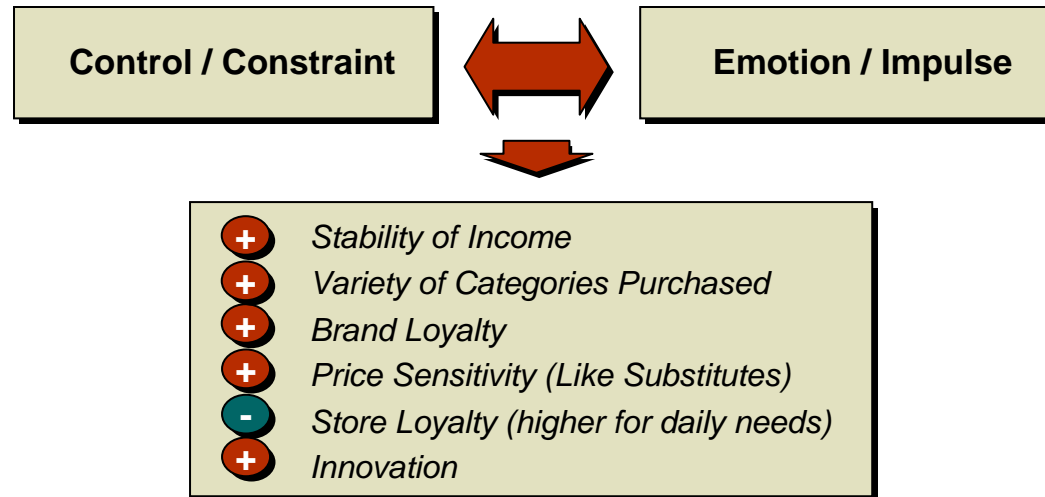 Control / Constraint
Emotion / Impulse
+ Stability of Income
+ Variety of Categories Purchased
+ Brand Loyalty
+ Price Sensitivity (Like Substitutes)
- Store Loyalty (higher for daily needs)
+ Innovation